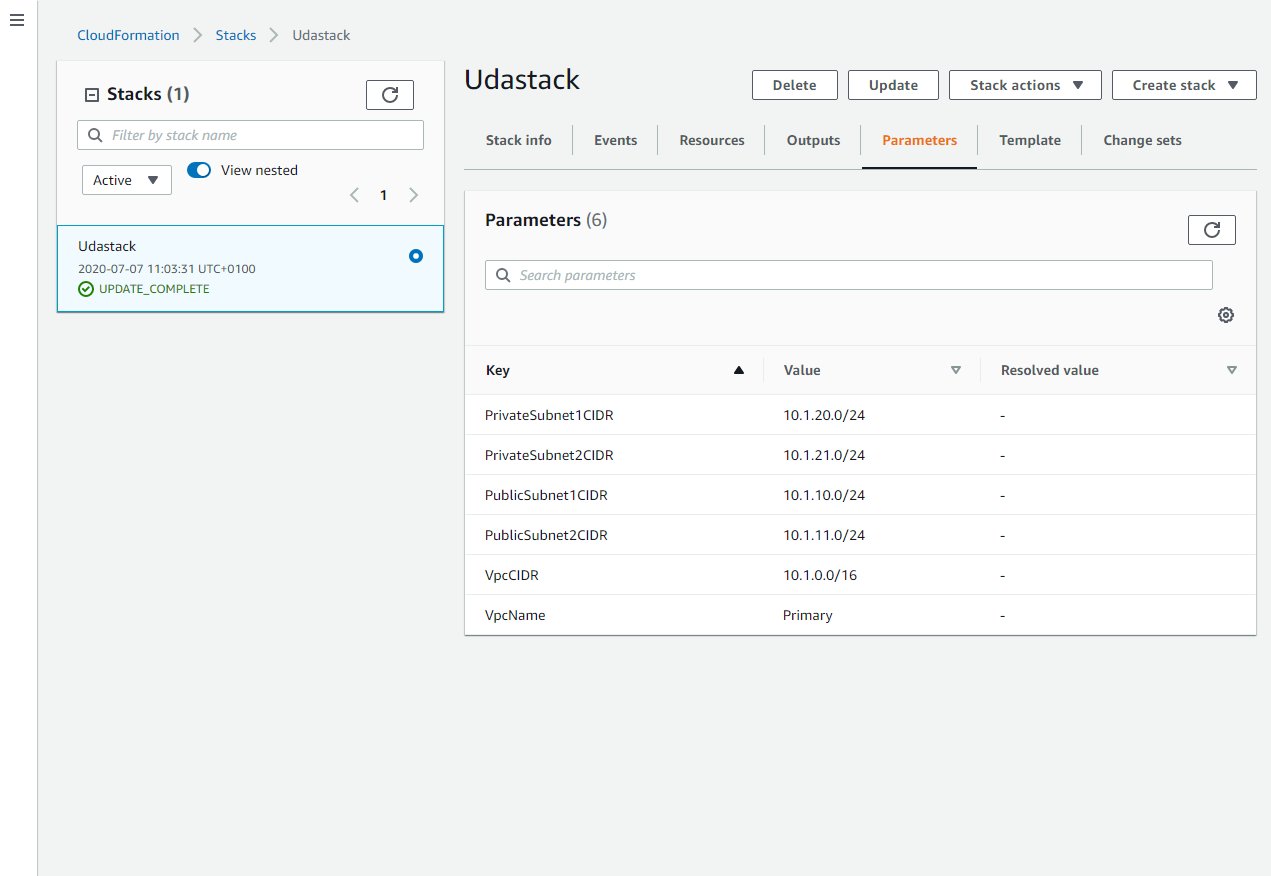 CloudFormation > Stacks > Udastack
Stacks (1)
Filter by stack name
Active
View nested
1
Udastack
2020-07-07 11:03:31 UTC+0100
UPDATE_COMPLETE
Udastack
Delete
Update
Stack actions
Create stack
Stack info
Events
Resources
Outputs
Parameters
Template
Change sets
Parameters (6)
Search parameters
Key Value Resolved value
PrivateSubnet1CIDR 10.1.20.0/24 -
PrivateSubnet2CIDR 10.1.21.0/24 -
PublicSubnet1CIDR 10.1.10.0/24 -
PublicSubnet2CIDR 10.1.11.0/24 -
VpcCIDR 10.1.0.0/16 -
VpcName Primary -